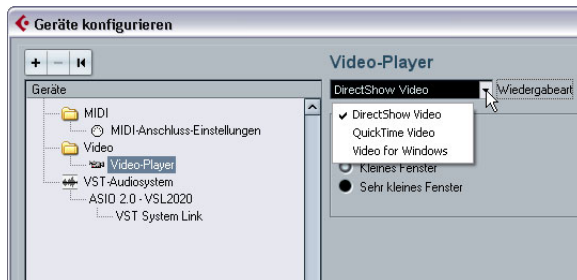 Geräte konfigurieren
Geräte
MIDI
MIDI-Anschluss-Einstellungen
Video
Video-Player
VST-Audiosystem
ASIO 2.0 - VSL2020
VST System Link
Video-Player
DirectShow Video
Wiedergabeart
DirectShow Video
QuickTime Video
Video for Windows
Kleines Fenster
Sehr kleines Fenster